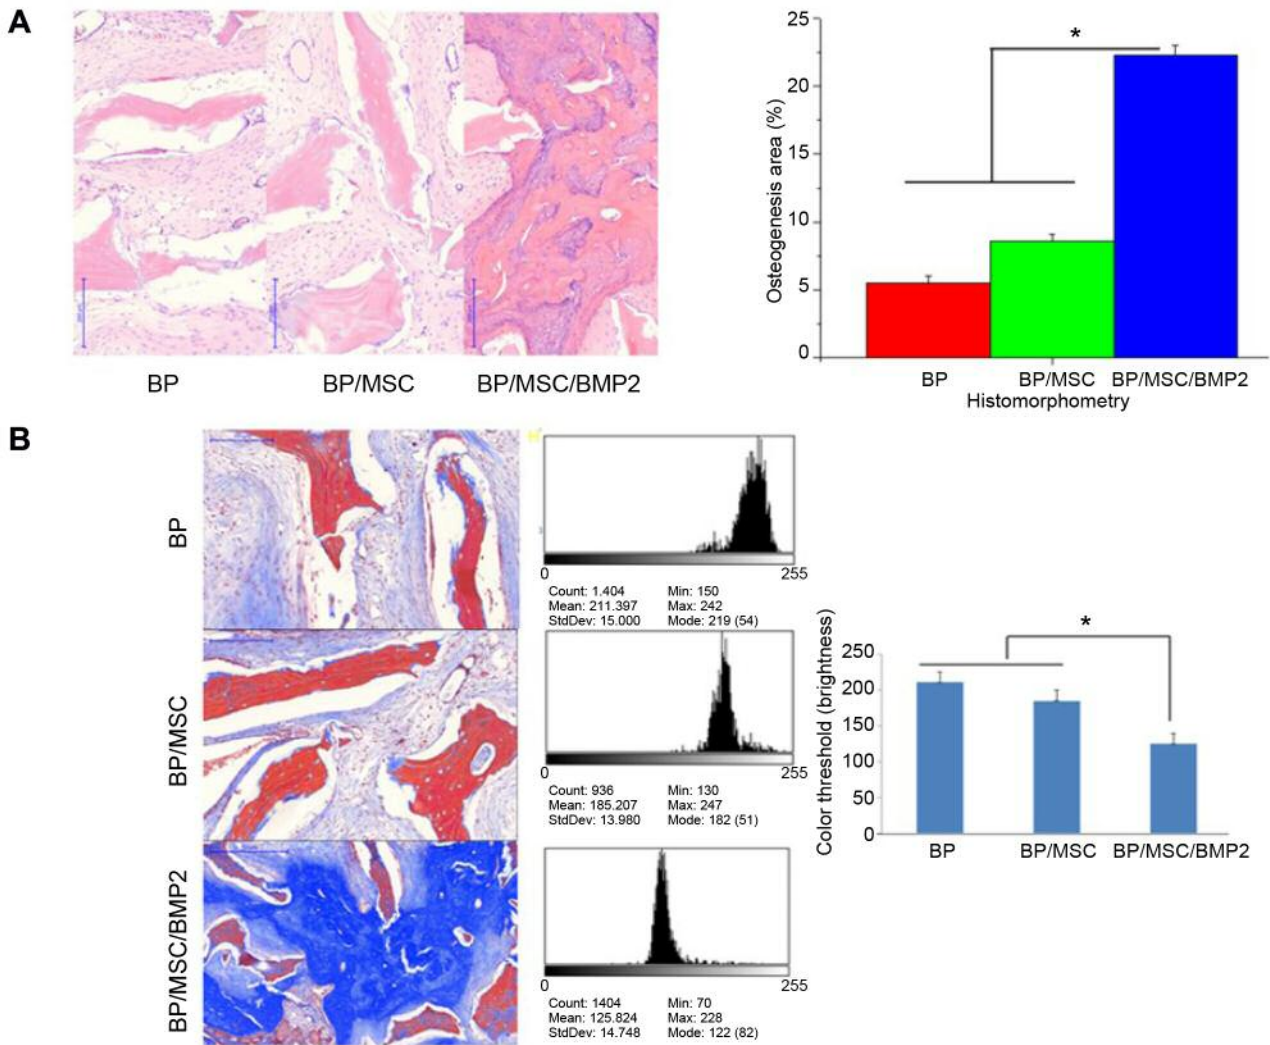 A
BP
BP/MSC
BP/MSC/BMP2
25
20
15
10
5
0
Osteogenesis area (%)
*
BP
BP/MSC
BP/MSC/BMP2
Histomorphometry
B
BP
0
255
Count: 1.404
Min: 150
Mean: 211.397
Max: 242
StdDev: 15.000
Mode: 219 (54)
BP/MSC
0
255
Count: 936
Min: 130
Mean: 185.207
Max: 247
StdDev: 13.980
Mode: 182 (51)
BP/MSC/BMP2
0
255
Count: 1404
Min: 70
Mean: 125.824
Max: 228
StdDev: 14.748
Mode: 122 (82)
Color threshold (brightness)
250
200
150
100
50
0
*
BP
BP/MSC
BP/MSC/BMP2